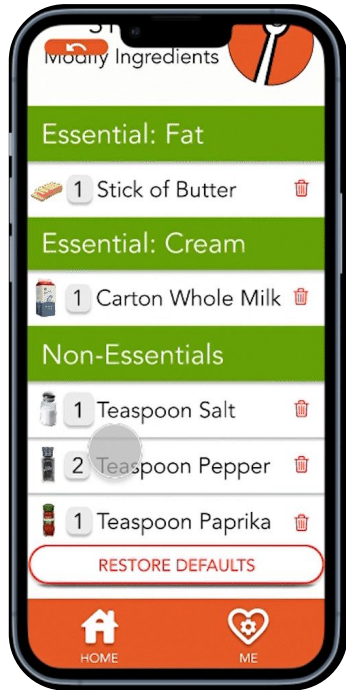 Modify Ingredients
Essential: Fat
1 Stick of Butter
Essential: Cream
1 Carton Whole Milk
Non-Essentials
1 Teaspoon Salt
2 Teaspoon Pepper
1 Teaspoon Paprika
RESTORE DEFAULTS
HOME
ME